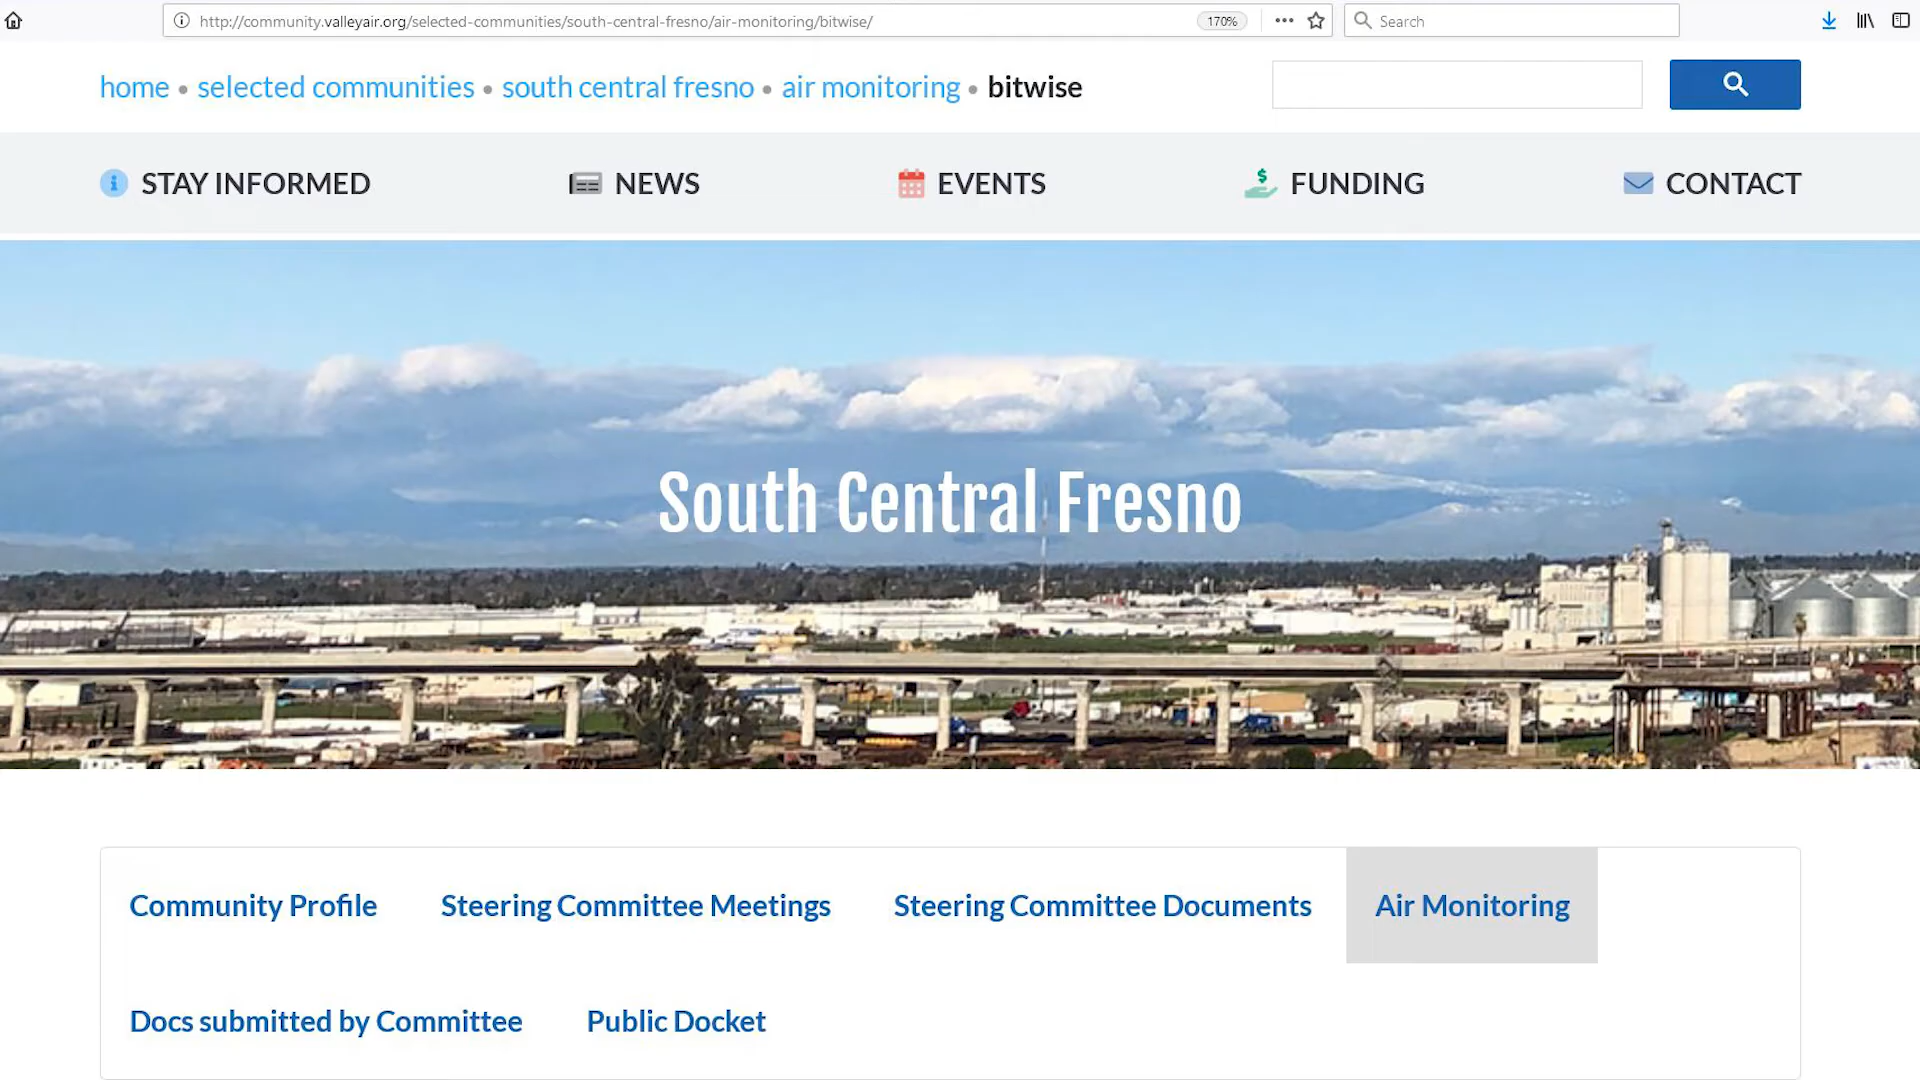 http://community.valleyair.org/selected-communities/south-central-fresno/air-monitoring/bitwise/
170%
Search
home • selected communities • south central fresno • air monitoring • bitwise
STAY INFORMED
NEWS
EVENTS
FUNDING
CONTACT
South Central Fresno
Community Profile
Steering Committee Meetings
Steering Committee Documents
Air Monitoring
Docs submitted by Committee
Public Docket